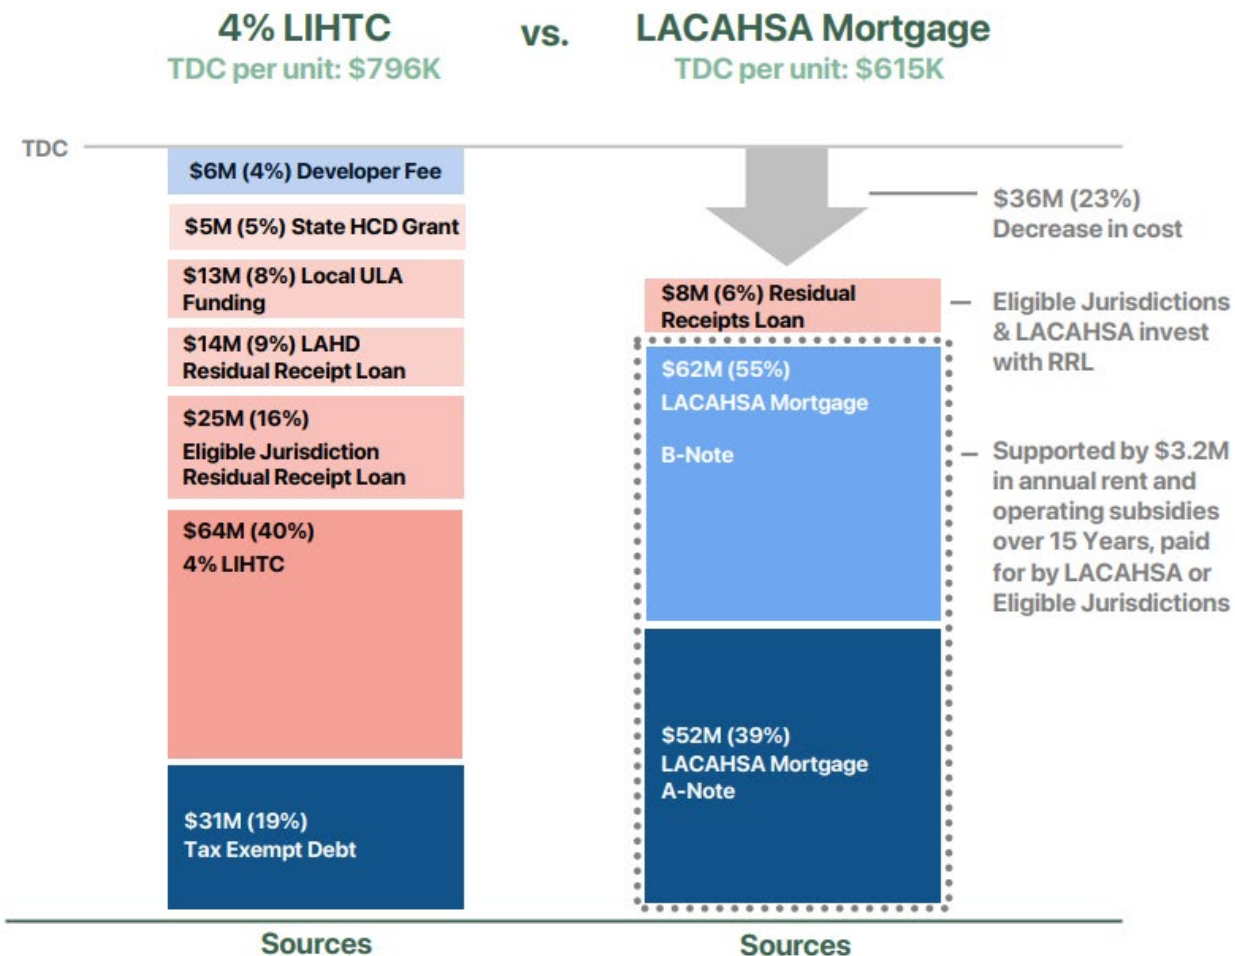 4% LIHTC
TDC per unit: $796K
vs.
LACAHSA Mortgage
TDC per unit: $615K
TDC
$6M (4%) Developer Fee
$5M (5%) State HCD Grant
$13M (8%) Local ULA
Funding
$14M (9%) LAHD
Residual Receipt Loan
$25M (16%)
Eligible Jurisdiction
Residual Receipt Loan
$64M (40%)
4% LIHTC
$31M (19%)
Tax Exempt Debt
Sources
$36M (23%)
Decrease in cost
$8M (6%) Residual
Receipts Loan
Eligible Jurisdictions
& LACAHSA invest
with RRL
$62M (55%)
LACAHSA Mortgage
B-Note
Supported by $3.2M
in annual rent and
operating subsidies
over 15 Years, paid
for by LACAHSA or
Eligible Jurisdictions
$52M (39%)
LACAHSA Mortgage
A-Note
Sources